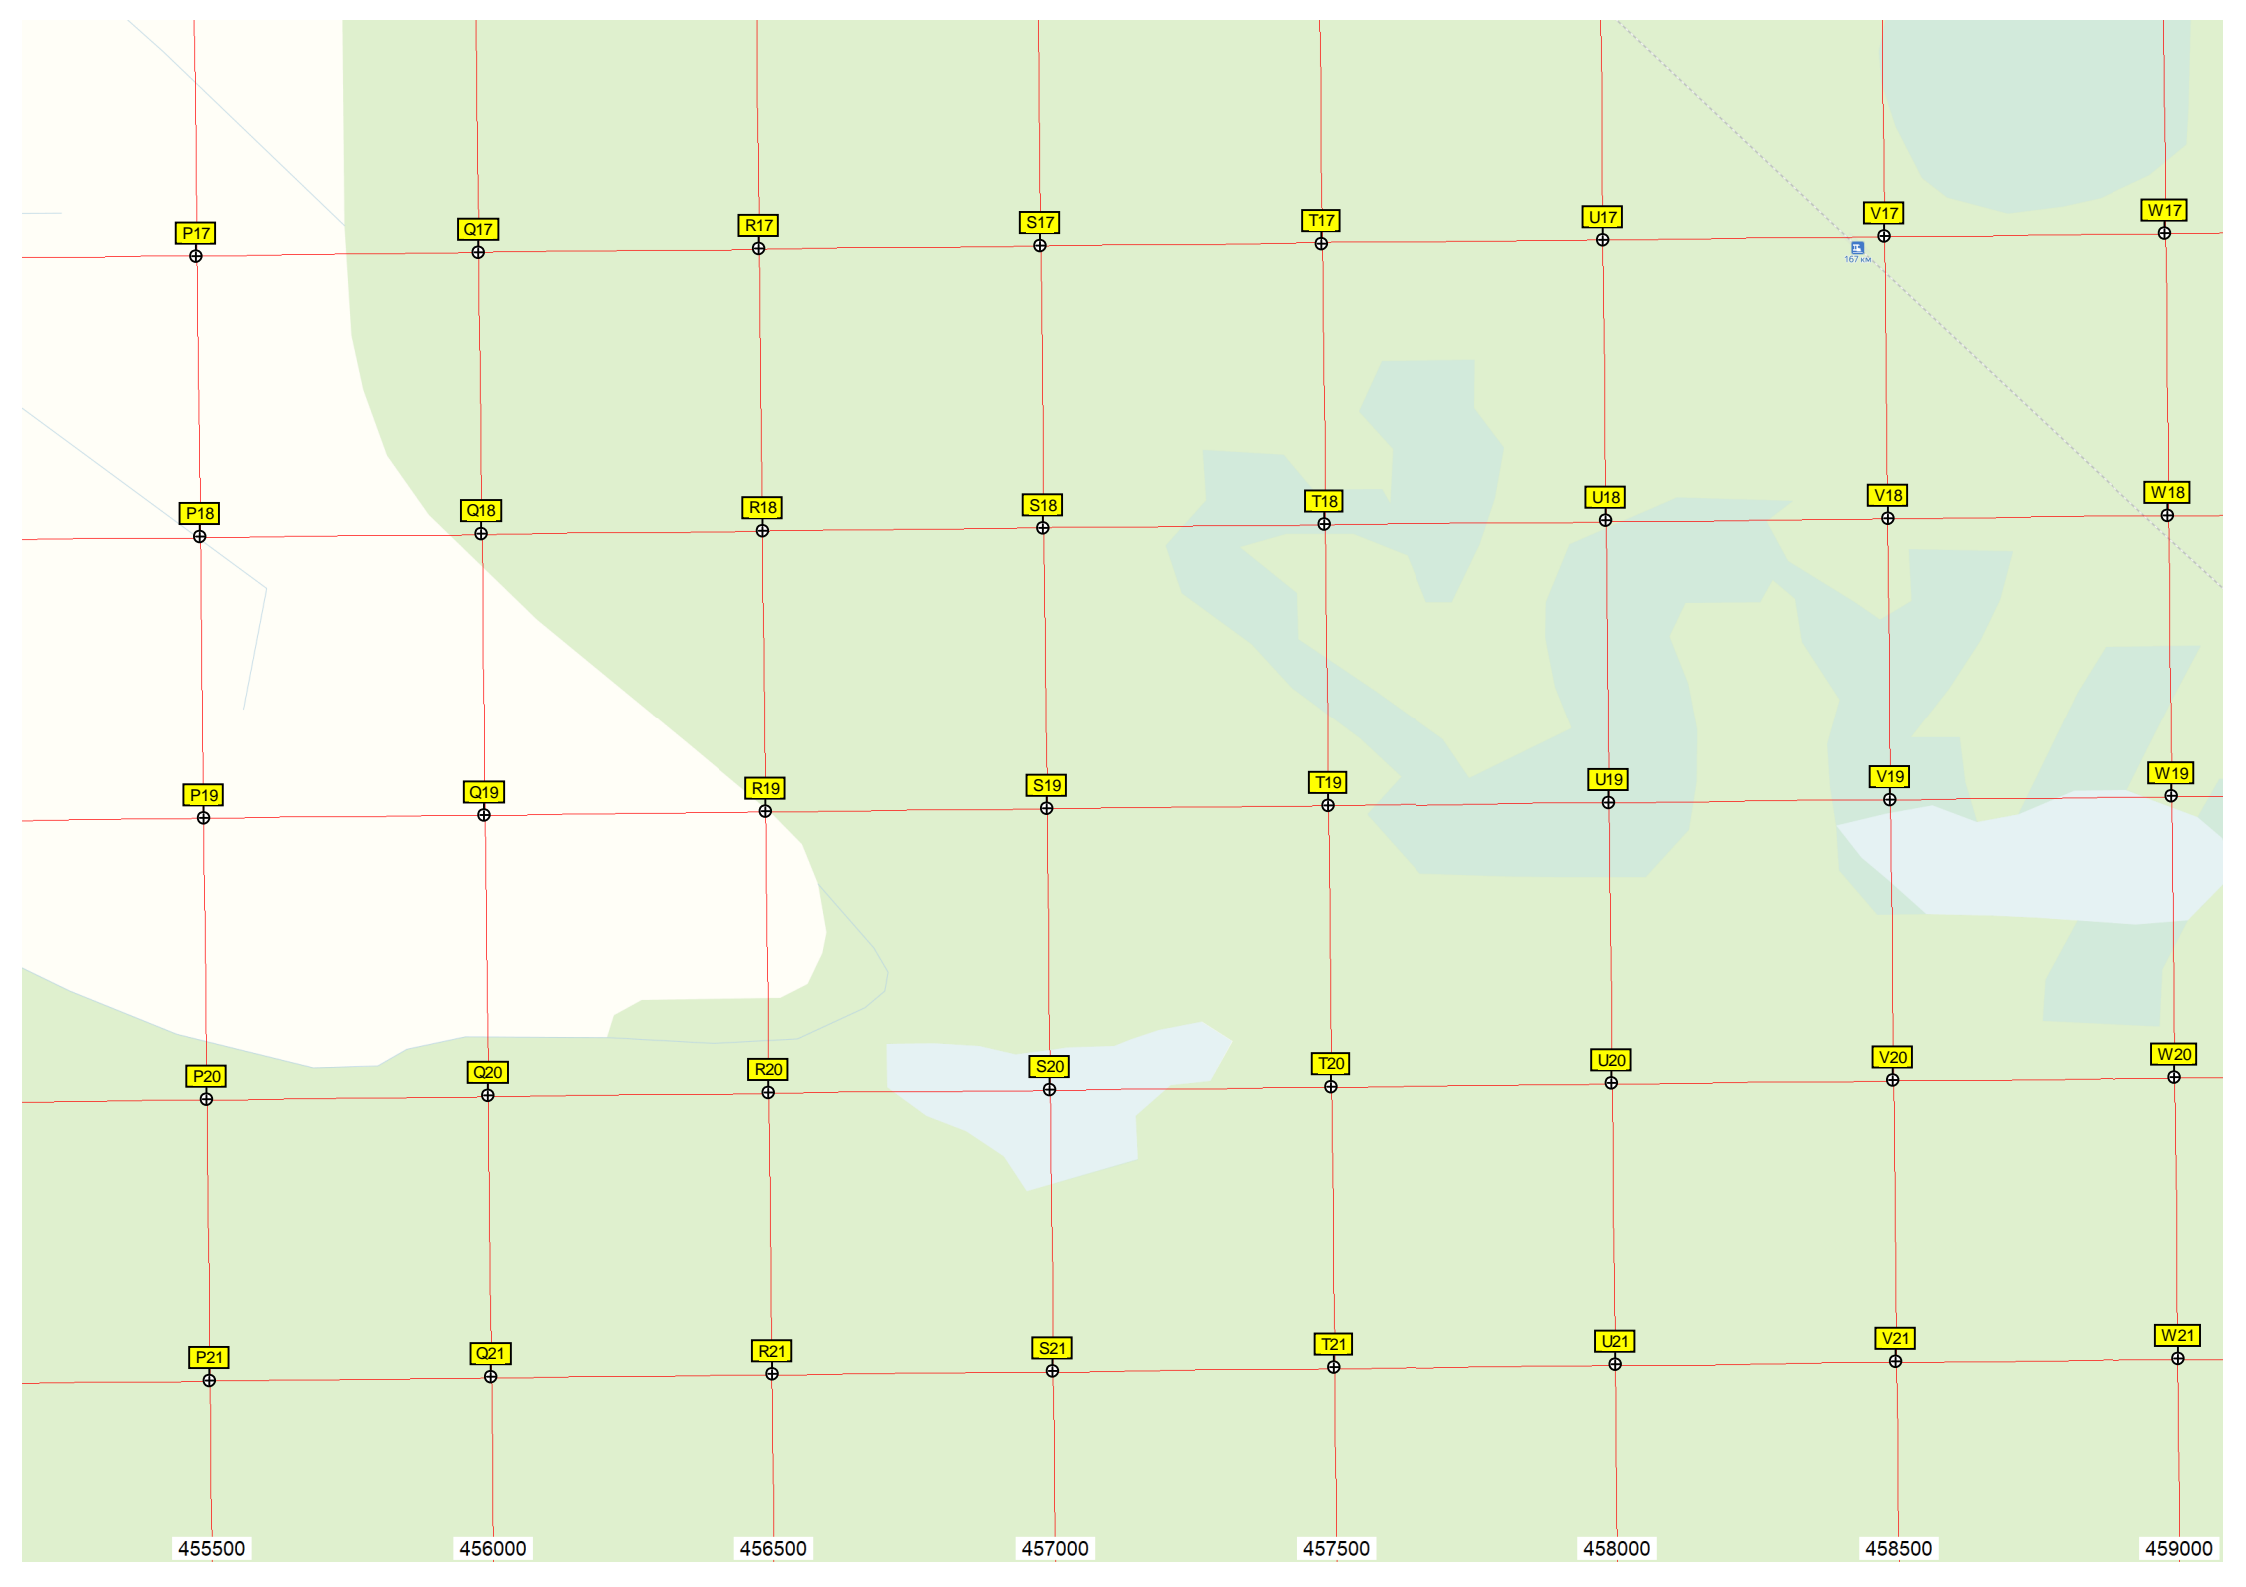 P17 Q17 R17 S17 T17 U17 V17 W17
167 км
P18 Q18 R18 S18 T18 U18 V18 W18
P19 Q19 R19 S19 T19 U19 V19 W19
P20 Q20 R20 S20 T20 U20 V20 W20
P21 Q21 R21 S21 T21 U21 V21 W21
455500 456000 456500 457000 457500 458000 458500 459000